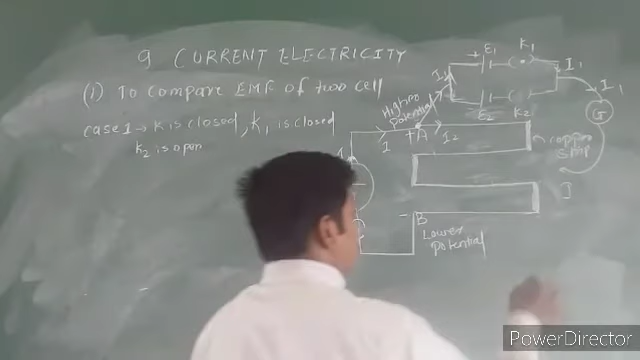 9 CURRENT ELECTRICITY
(1) To compare EMF of two cell
case I → K is closed, K1 is closed
K2 is open
E1
K1
I1
I1
I1
G
E2
K2
Higher
Potential
+A
I
I2
copper
strip
J
I
B
Lower
Potential
PowerDirector